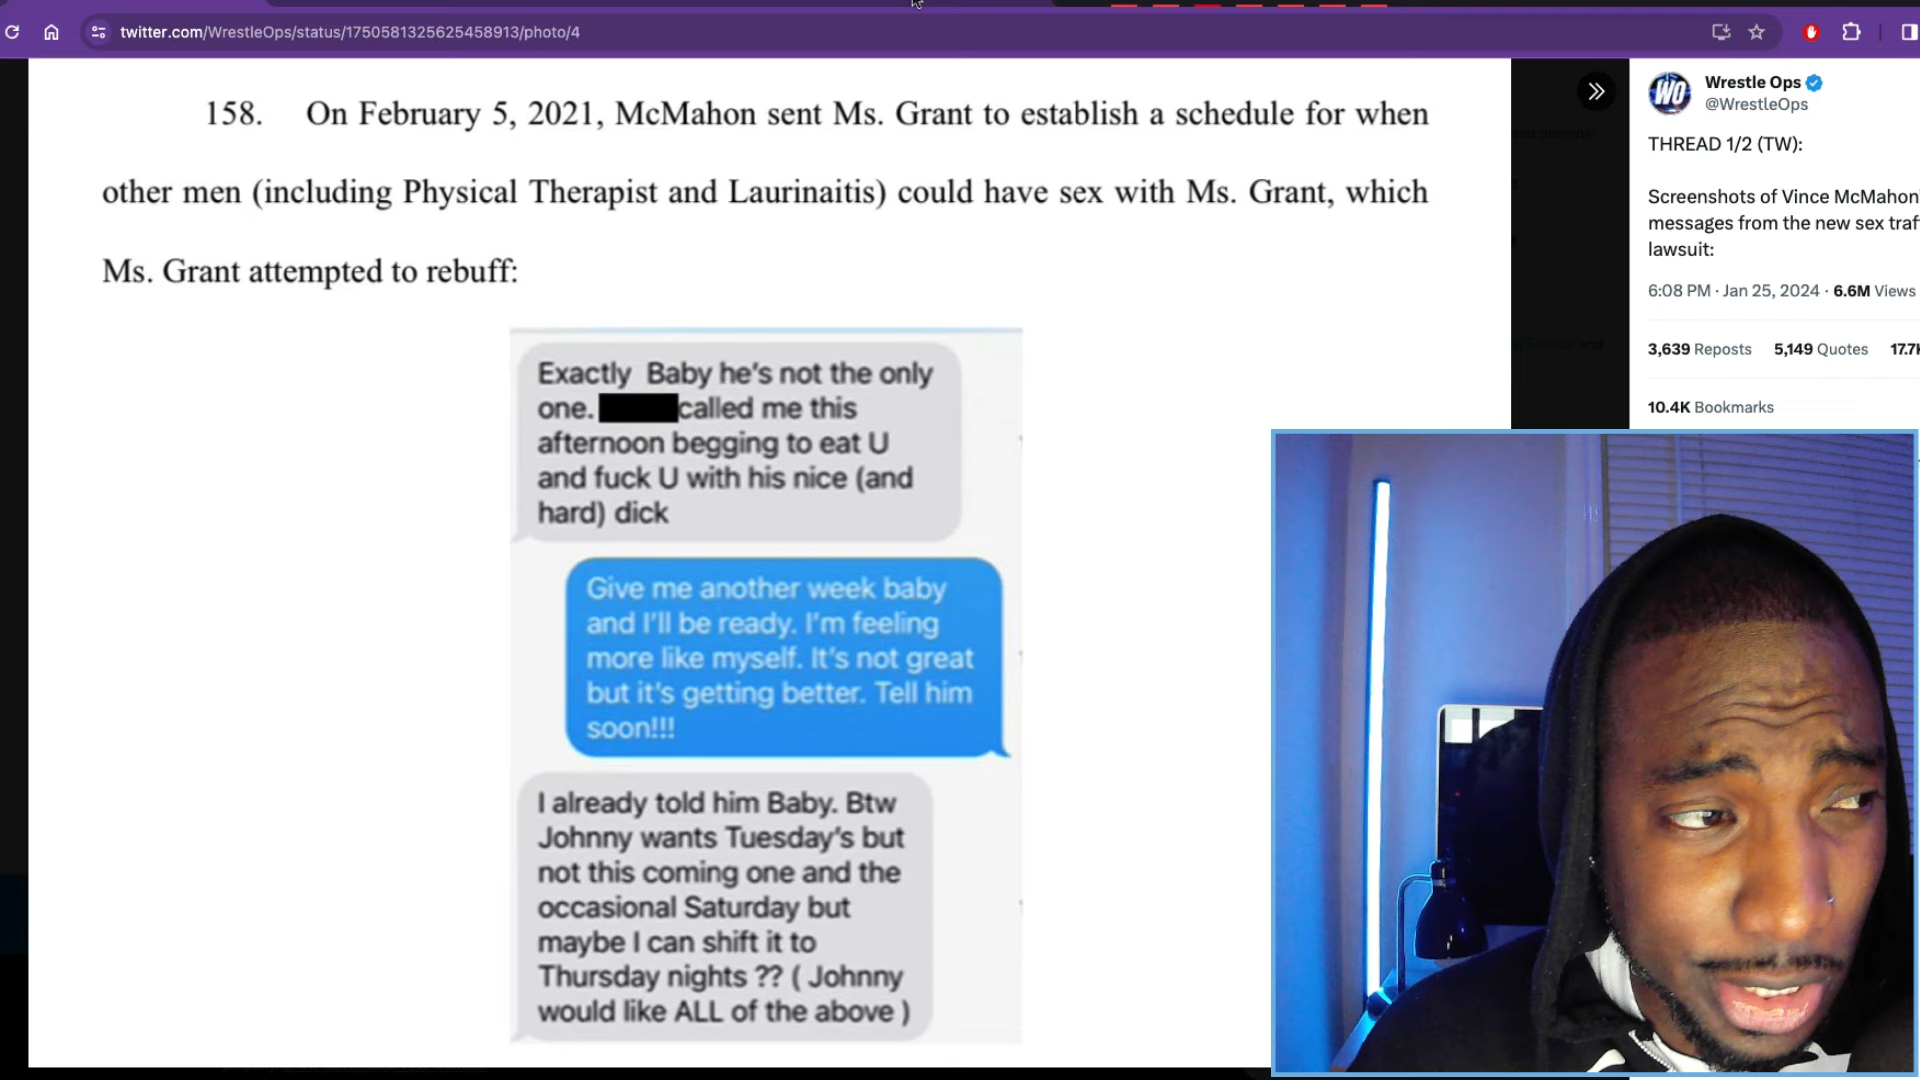 twitter.com/WrestleOps/status/1750581325625458913/photo/4
158. On February 5, 2021, McMahon sent Ms. Grant to establish a schedule for when
other men (including Physical Therapist and Laurinaitis) could have sex with Ms. Grant, which
Ms. Grant attempted to rebuff:
Exactly Baby he's not the only
one. called me this
afternoon begging to eat U
and fuck U with his nice (and
hard) dick
Give me another week baby
and I'll be ready. I'm feeling
more like myself. It's not great
but it's getting better. Tell him
soon!!!
I already told him Baby. Btw
Johnny wants Tuesday's but
not this coming one and the
occasional Saturday but
maybe I can shift it to
Thursday nights ?? ( Johnny
would like ALL of the above )
Wrestle Ops
@WrestleOps
THREAD 1/2 (TW):
Screenshots of Vince McMahon'
messages from the new sex traf
lawsuit:
6:08 PM · Jan 25, 2024 · 6.6M Views
3,639 Reposts 5,149 Quotes 17.7K
10.4K Bookmarks